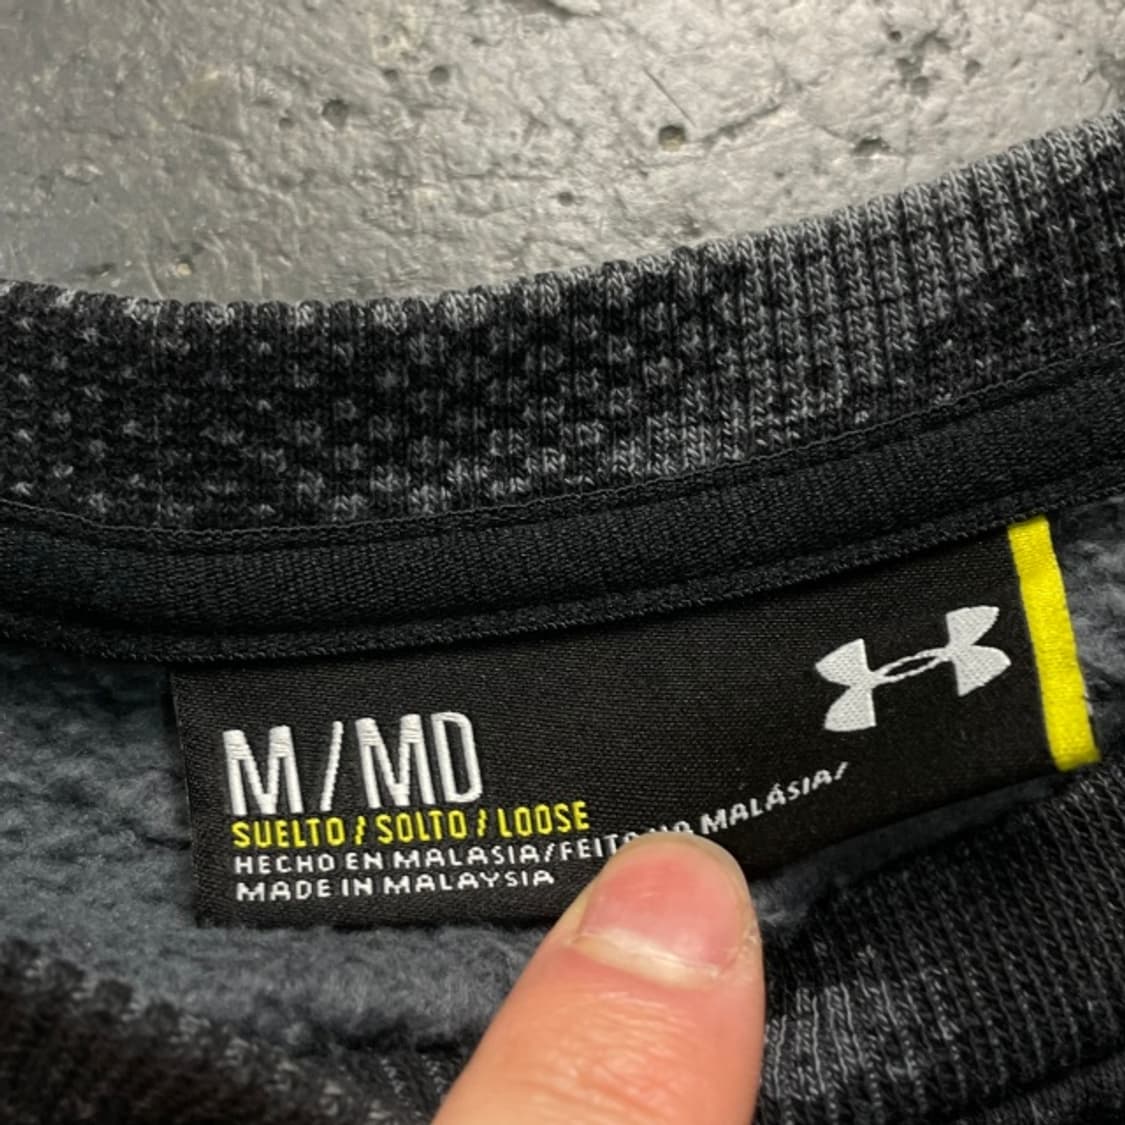 M/MD
SUELTO / SOLTO / LOOSE
HECHO EN MALASIA/FEITO NA MALÁSIA/
MADE IN MALAYSIA